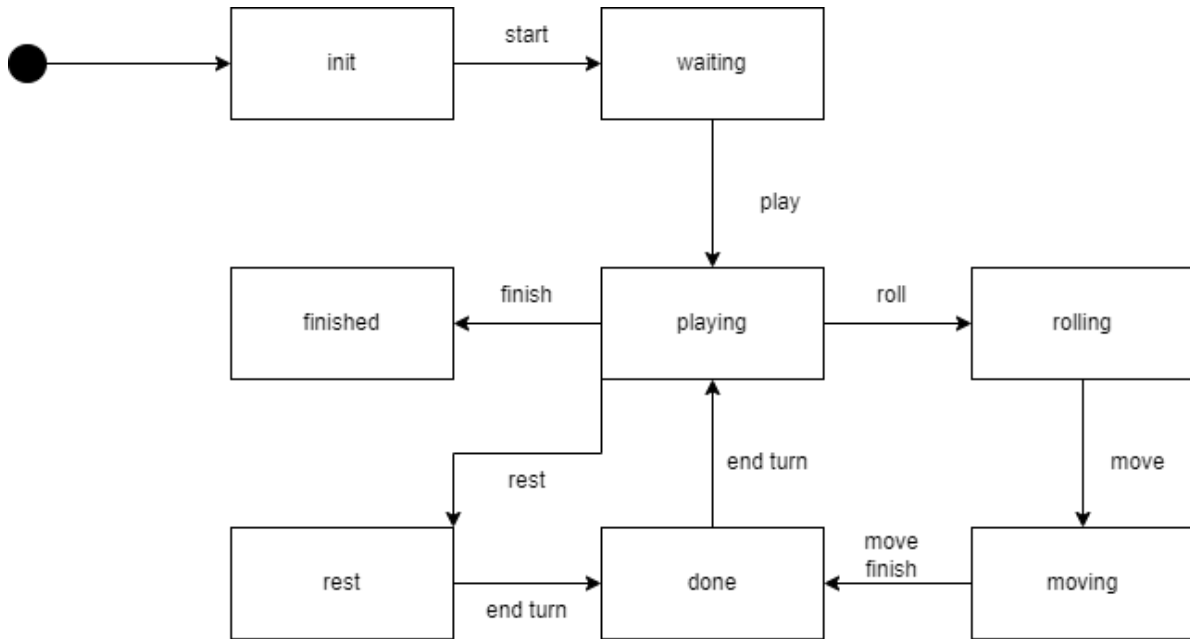 start
init
waiting
play
finish
roll
finished
playing
rolling
rest
end turn
move
move
finish
rest
done
moving
end turn